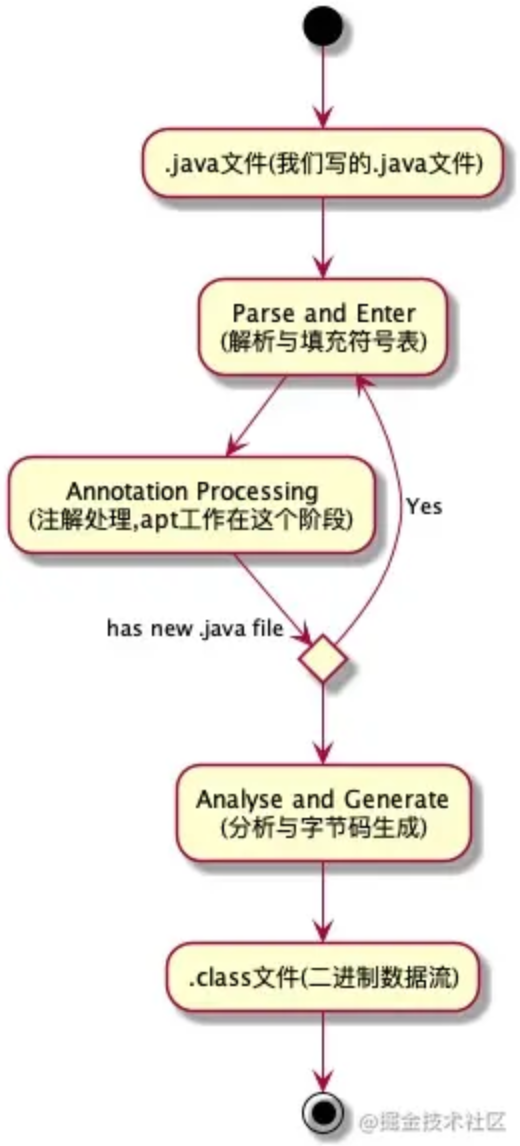 .java文件(我们写的.java文件)
Parse and Enter
(解析与填充符号表)
Annotation Processing
(注解处理,apt工作在这个阶段)
Yes
has new .java file
Analyse and Generate
(分析与字节码生成)
.class文件(二进制数据流)
@掘金技术社区